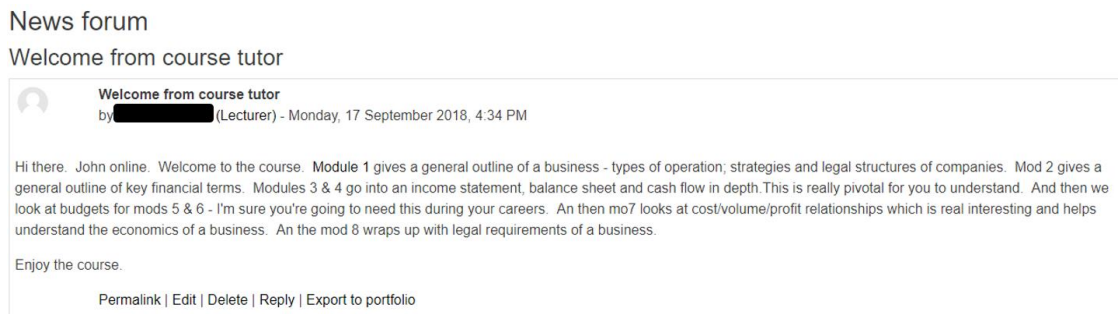 News forum
Welcome from course tutor
Welcome from course tutor
by (Lecturer) - Monday, 17 September 2018, 4:34 PM
Hi there. John online. Welcome to the course. Module 1 gives a general outline of a business - types of operation; strategies and legal structures of companies. Mod 2 gives a
general outline of key financial terms. Modules 3 & 4 go into an income statement, balance sheet and cash flow in depth.This is really pivotal for you to understand. And then we
look at budgets for mods 5 & 6 - I'm sure you're going to need this during your careers. An then mo7 looks at cost/volume/profit relationships which is real interesting and helps
understand the economics of a business. An the mod 8 wraps up with legal requirements of a business.
Enjoy the course.
Permalink | Edit | Delete | Reply | Export to portfolio